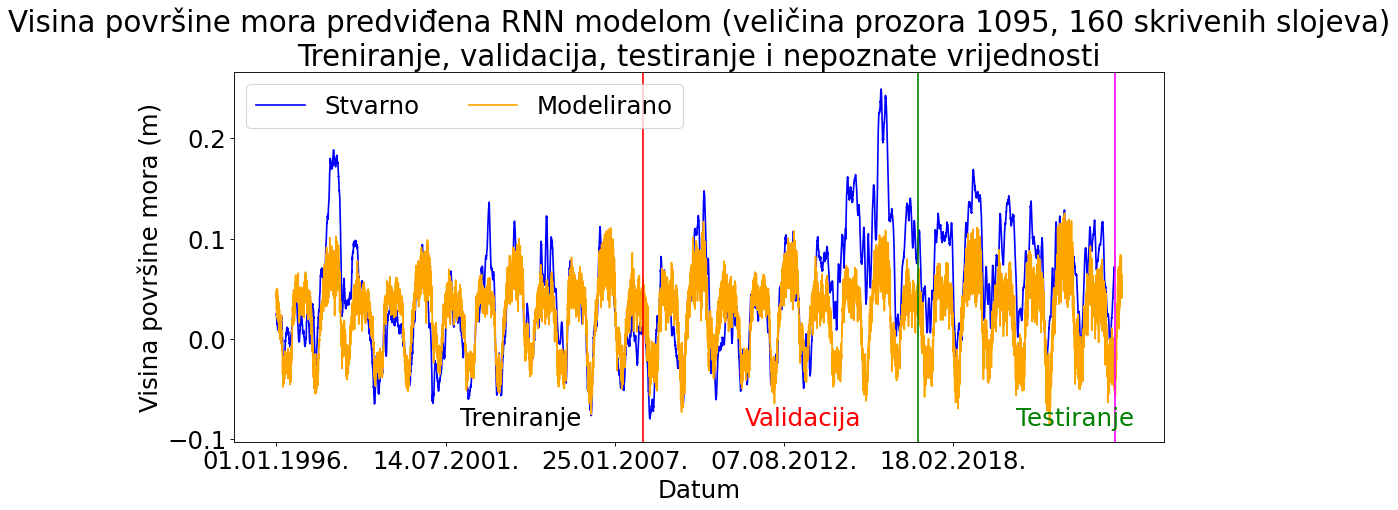 Visina površine mora predviđena RNN modelom (veličina prozora 1095, 160 skrivenih slojeva)
Treniranje, validacija, testiranje i nepoznate vrijednosti
Stvarno Modelirano
Visina površine mora (m)
0.2
0.1
0.0
−0.1
Treniranje Validacija Testiranje
01.01.1996. 14.07.2001. 25.01.2007. 07.08.2012. 18.02.2018.
Datum